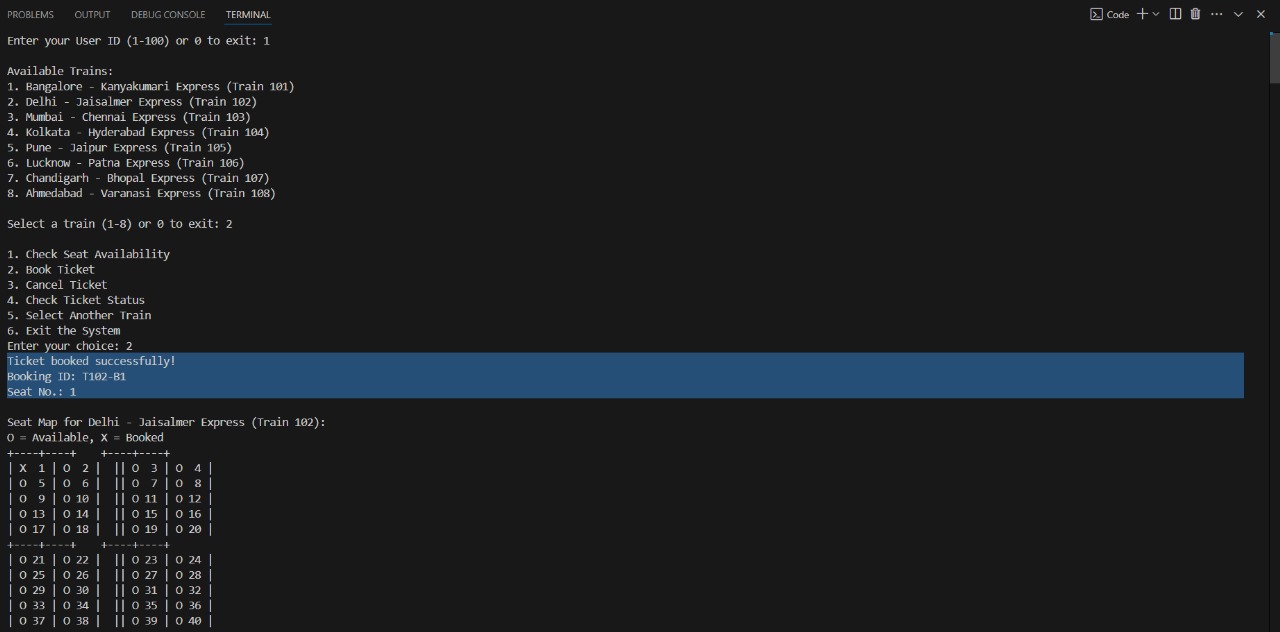 PROBLEMS OUTPUT DEBUG CONSOLE TERMINAL Code
Enter your User ID (1-100) or 0 to exit: 1
Available Trains:
1. Bangalore - Kanyakumari Express (Train 101)
2. Delhi - Jaisalmer Express (Train 102)
3. Mumbai - Chennai Express (Train 103)
4. Kolkata - Hyderabad Express (Train 104)
5. Pune - Jaipur Express (Train 105)
6. Lucknow - Patna Express (Train 106)
7. Chandigarh - Bhopal Express (Train 107)
8. Ahmedabad - Varanasi Express (Train 108)
Select a train (1-8) or 0 to exit: 2
1. Check Seat Availability
2. Book Ticket
3. Cancel Ticket
4. Check Ticket Status
5. Select Another Train
6. Exit the System
Enter your choice: 2
Ticket booked successfully!
Booking ID: T102-B1
Seat No.: 1
Seat Map for Delhi - Jaisalmer Express (Train 102):
O = Available, X = Booked
+----+----+    +----+----+
| X  1 | O  2 |  || O  3 | O  4 |
| O  5 | O  6 |  || O  7 | O  8 |
| O  9 | O 10 |  || O 11 | O 12 |
| O 13 | O 14 |  || O 15 | O 16 |
| O 17 | O 18 |  || O 19 | O 20 |
+----+----+    +----+----+
| O 21 | O 22 |  || O 23 | O 24 |
| O 25 | O 26 |  || O 27 | O 28 |
| O 29 | O 30 |  || O 31 | O 32 |
| O 33 | O 34 |  || O 35 | O 36 |
| O 37 | O 38 |  || O 39 | O 40 |